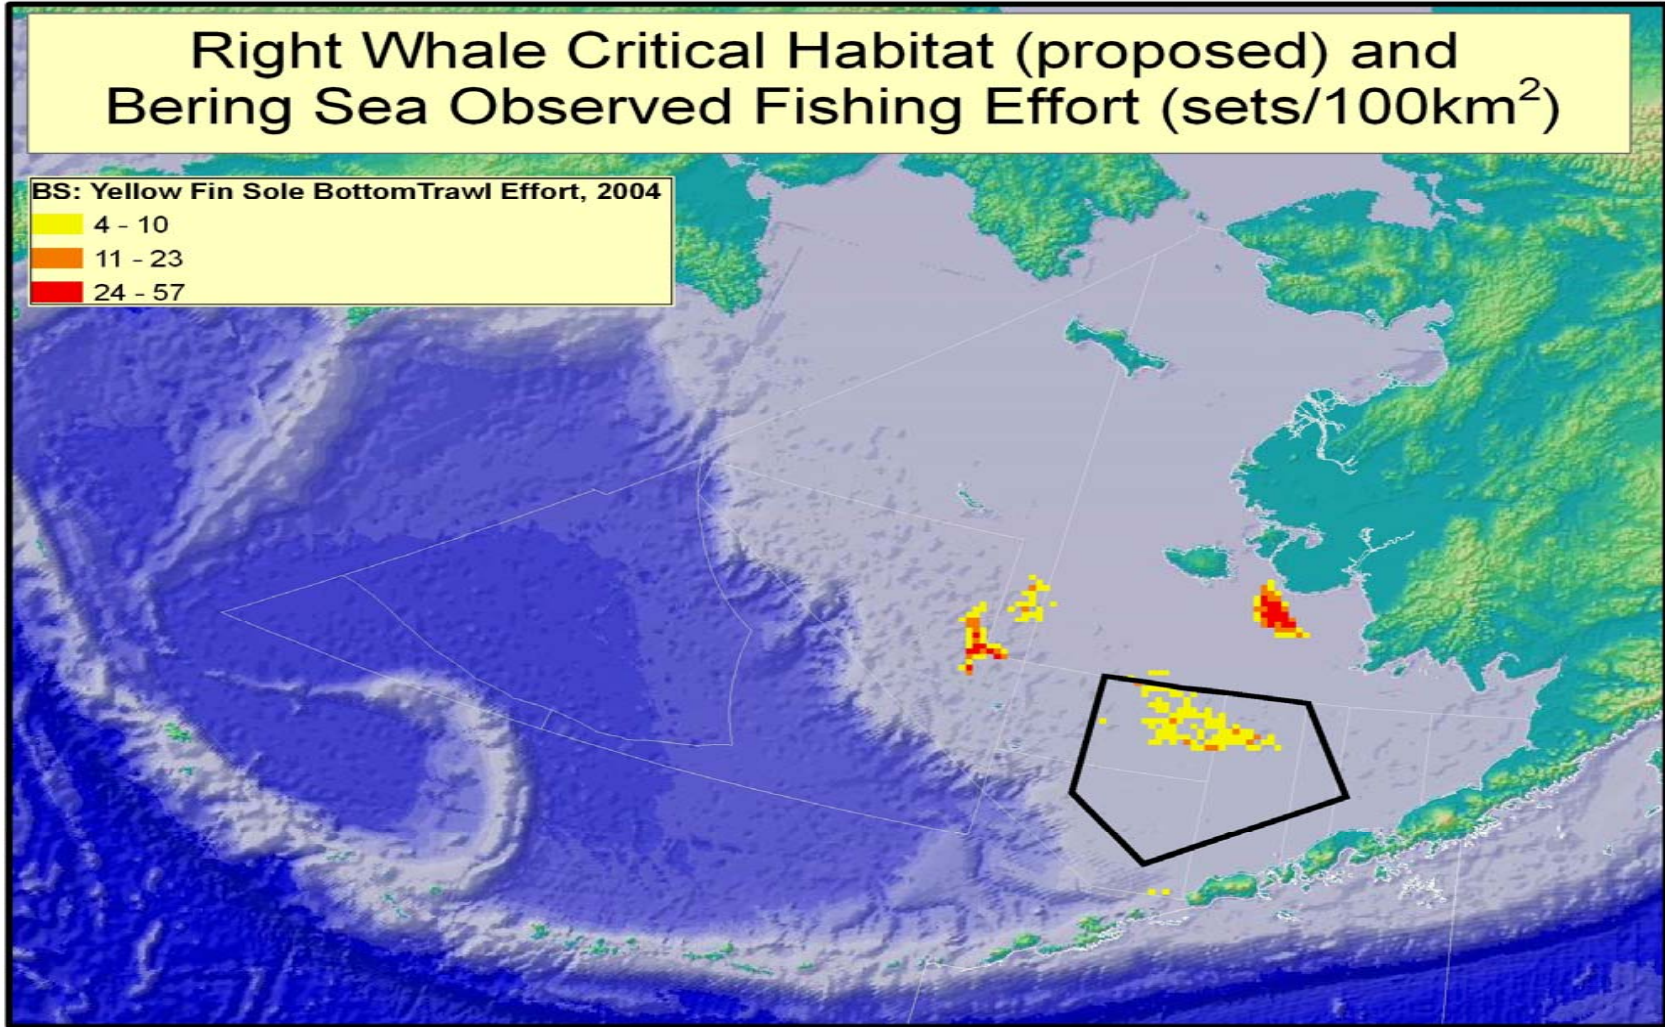 Right Whale Critical Habitat (proposed) and
Bering Sea Observed Fishing Effort (sets/100km²)
BS: Yellow Fin Sole BottomTrawl Effort, 2004
4 - 10
11 - 23
24 - 57